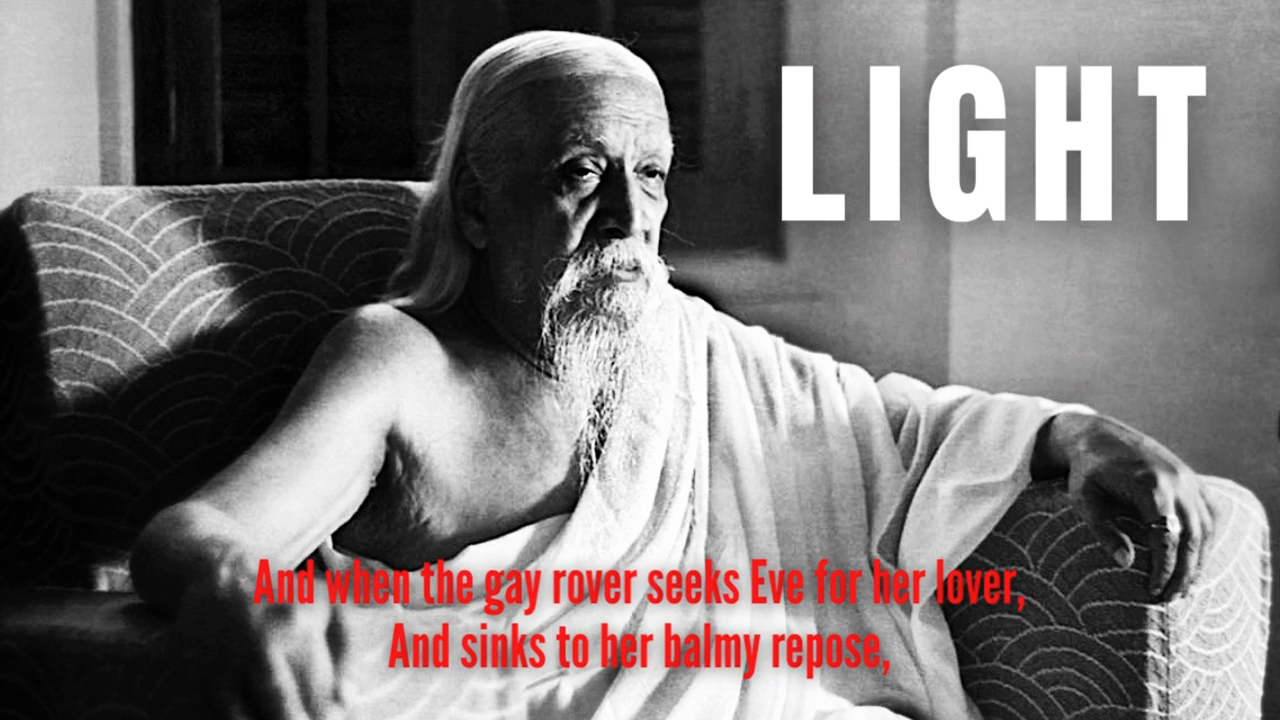 LIGHT
And when the gay rover seeks Eve for her lover,
And sinks to her balmy repose,